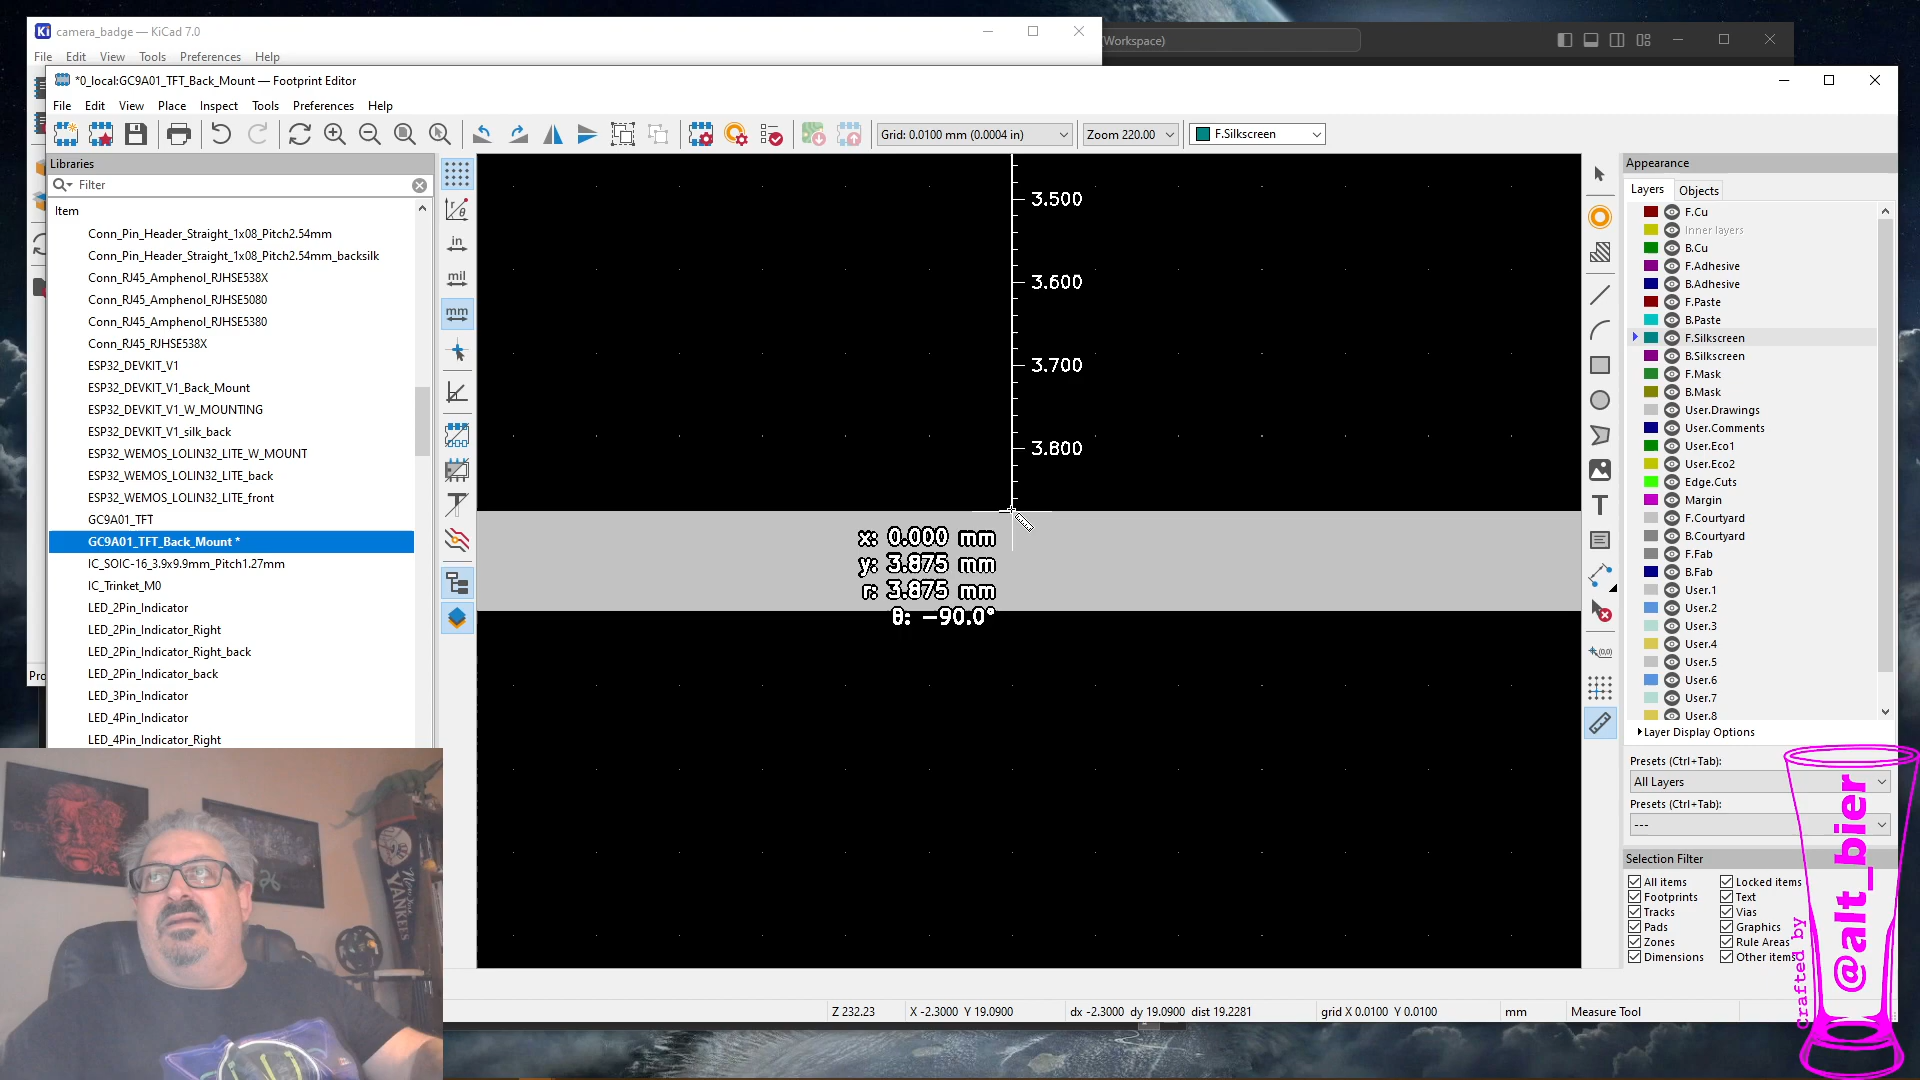 camera_badge — KiCad 7.0
File Edit View Tools Preferences Help
(Workspace)
*0_local:GC9A01_TFT_Back_Mount — Footprint Editor
File Edit View Place Inspect Tools Preferences Help
Grid: 0.0100 mm (0.0004 in)
Zoom 220.00
F.Silkscreen
Libraries
Filter
Item
Conn_Pin_Header_Straight_1x08_Pitch2.54mm
Conn_Pin_Header_Straight_1x08_Pitch2.54mm_backsilk
Conn_RJ45_Amphenol_RJHSE538X
Conn_RJ45_Amphenol_RJHSE5080
Conn_RJ45_Amphenol_RJHSE5380
Conn_RJ45_RJHSE538X
ESP32_DEVKIT_V1
ESP32_DEVKIT_V1_Back_Mount
ESP32_DEVKIT_V1_W_MOUNTING
ESP32_DEVKIT_V1_silk_back
ESP32_WEMOS_LOLIN32_LITE_W_MOUNT
ESP32_WEMOS_LOLIN32_LITE_back
ESP32_WEMOS_LOLIN32_LITE_front
GC9A01_TFT
GC9A01_TFT_Back_Mount *
IC_SOIC-16_3.9x9.9mm_Pitch1.27mm
IC_Trinket_M0
LED_2Pin_Indicator
LED_2Pin_Indicator_Right
LED_2Pin_Indicator_Right_back
LED_2Pin_Indicator_back
LED_3Pin_Indicator
LED_4Pin_Indicator
LED_4Pin_Indicator_Right
Pro
in
mil
mm
3.500
3.600
3.700
3.800
x: 0.000 mm
y: 3.875 mm
r: 3.875 mm
θ: −90.0°
(0,0)
Appearance
Layers Objects
F.Cu
Inner layers
B.Cu
F.Adhesive
B.Adhesive
F.Paste
B.Paste
F.Silkscreen
B.Silkscreen
F.Mask
B.Mask
User.Drawings
User.Comments
User.Eco1
User.Eco2
Edge.Cuts
Margin
F.Courtyard
B.Courtyard
F.Fab
B.Fab
User.1
User.2
User.3
User.4
User.5
User.6
User.7
User.8
Layer Display Options
Presets (Ctrl+Tab):
All Layers
Presets (Ctrl+Tab):
---
Selection Filter
All items Locked items
Footprints Text
Tracks Vias
Pads Graphics
Zones Rule Areas
Dimensions Other items
Z 232.23
X -2.3000 Y 19.0900
dx -2.3000 dy 19.0900 dist 19.2281
grid X 0.0100 Y 0.0100
mm
Measure Tool
Crafted by
@alt_bier
YANKEES